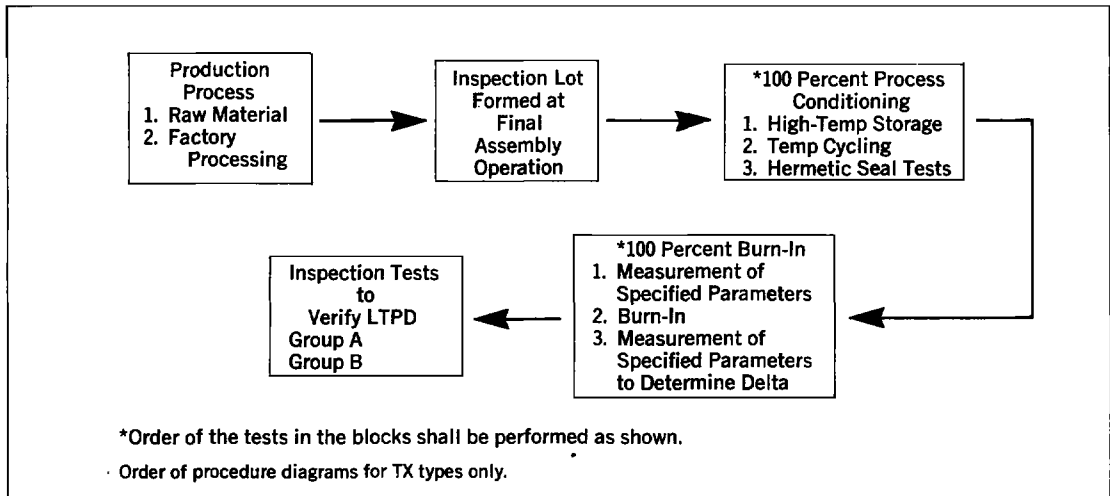 Production
Process
1. Raw Material
2. Factory
Processing
Inspection Lot
Formed at
Final
Assembly
Operation
*100 Percent Process
Conditioning
1. High-Temp Storage
2. Temp Cycling
3. Hermetic Seal Tests
*100 Percent Burn-In
1. Measurement of
Specified Parameters
2. Burn-In
3. Measurement of
Specified Parameters
to Determine Delta
Inspection Tests
to
Verify LTPD
Group A
Group B
*Order of the tests in the blocks shall be performed as shown.
Order of procedure diagrams for TX types only.